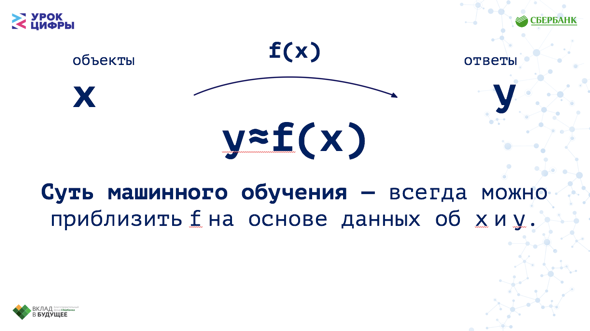 УРОК
ЦИФРЫ
СБЕРБАНК
f(x)
объекты
ответы
x
y
y≈f(x)
Суть машинного обучения — всегда можно
приблизить f на основе данных об x и y.
ВКЛАД
В БУДУЩЕЕ